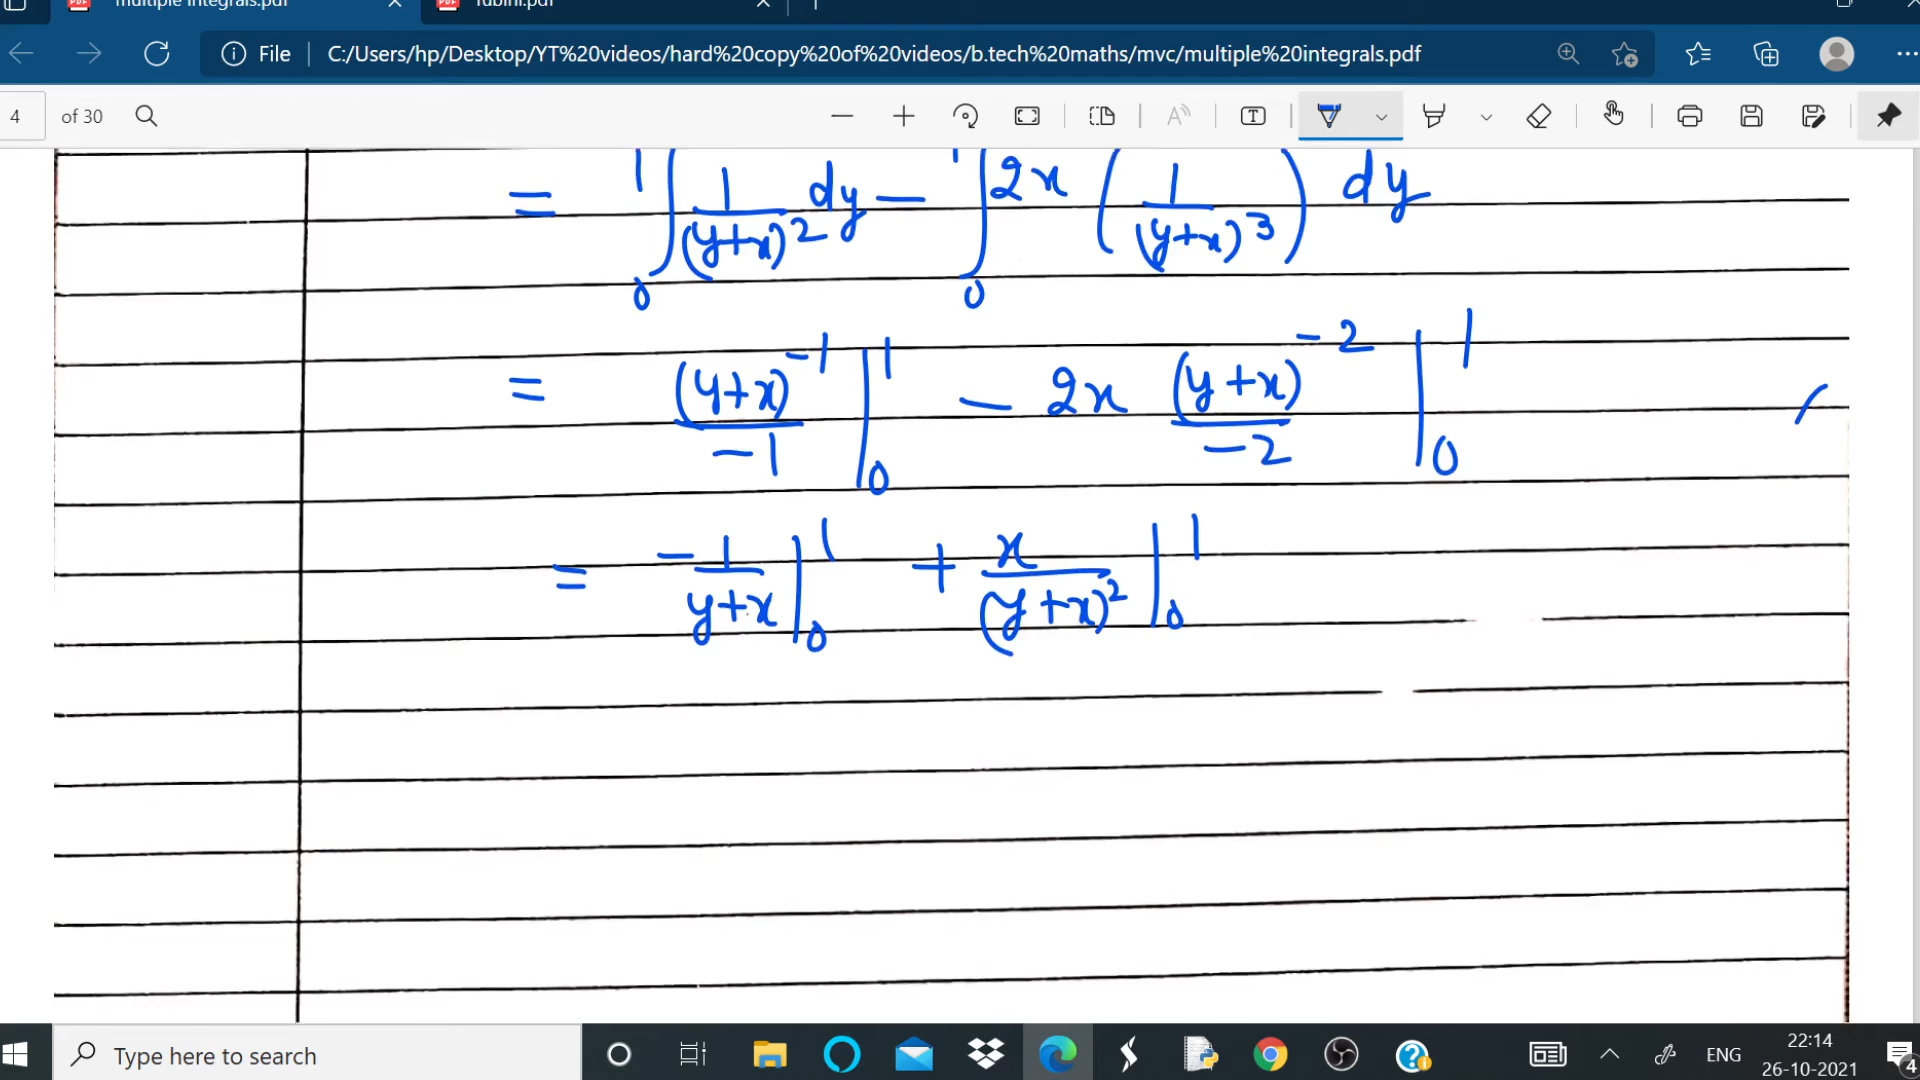 multiple integrals.pdf
fubini.pdf
File
C:/Users/hp/Desktop/YT%20videos/hard%20copy%20of%20videos/b.tech%20maths/mvc/multiple%20integrals.pdf
4 of 30
= ∫₀¹ 1/(y+x)² dy − ∫₀¹ 2x (1/(y+x)³) dy
= (y+x)⁻¹/−1 |₀¹ − 2x (y+x)⁻²/−2 |₀¹
= −1/(y+x) |₀¹ + x/(y+x)² |₀¹
Type here to search
ENG
22:14
26-10-2021
4